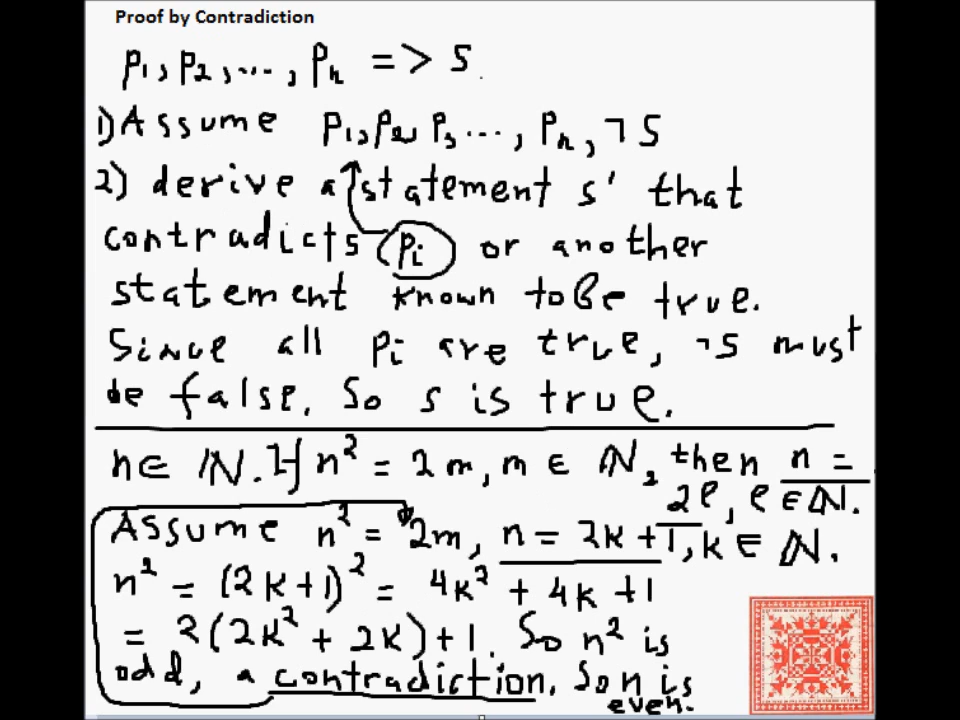 Proof by Contradiction
P1, P2, ..., Pn => S.
1) Assume P1, P2, P3 ..., Pn, ¬S
2) derive a statement s' that
contradicts Pi or another
statement known to be true.
Since all Pi are true, ¬S must
be false. So s is true.
n ∈ ℕ. If n² = 2m, m ∈ ℕ, then n =
2ℓ, ℓ ∈ ℕ.
Assume n² = 2m, n = 2k+1, k ∈ ℕ.
n² = (2k+1)² = 4k² + 4k + 1
= 2(2k² + 2k) + 1. So n² is
odd, a contradiction. So n is
even.